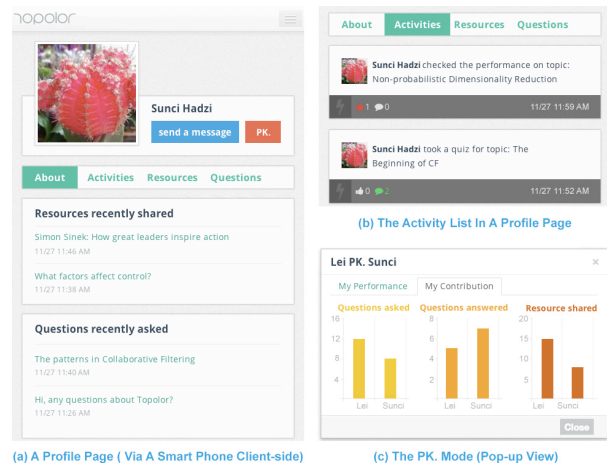 Topolor
Sunci Hadzi
send a message
PK.
About Activities Resources Questions
Resources recently shared
Simon Sinek: How great leaders inspire action
11/27 11:46 AM
What factors affect control?
11/27 11:38 AM
Questions recently asked
The patterns in Collaborative Filtering
11/27 11:40 AM
Hi, any questions about Topolor?
11/27 11:26 AM
(a) A Profile Page ( Via A Smart Phone Client-side)
About Activities Resources Questions
Sunci Hadzi checked the performance on topic:
Non-probabilistic Dimensionality Reduction
1 0 11/27 11:59 AM
Sunci Hadzi took a quiz for topic: The
Beginning of CF
0 2 11/27 11:52 AM
(b) The Activity List In A Profile Page
Lei PK. Sunci ×
My Performance My Contribution
Questions asked Questions answered Resource shared
16 8 20
12 6 15
8 4 10
4 2 5
Lei Sunci Lei Sunci Lei Sunci
Close
(c) The PK. Mode (Pop-up View)